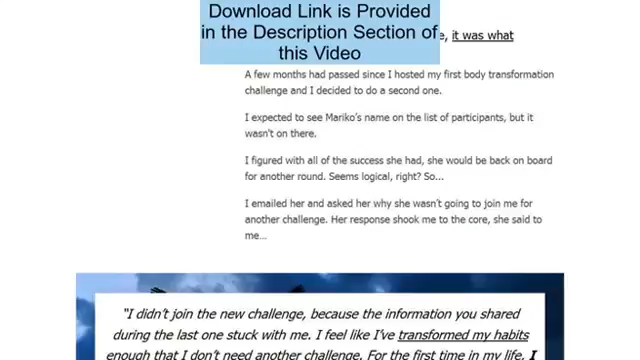 Download Link is Provided
in the Description Section of
this Video
e, it was what
A few months had passed since I hosted my first body transformation
challenge and I decided to do a second one.
I expected to see Mariko's name on the list of participants, but it
wasn't on there.
I figured with all of the success she had, she would be back on board
for another round. Seems logical, right? So...
I emailed her and asked her why she wasn't going to join me for
another challenge. Her response shook me to the core, she said to
me...
"I didn't join the new challenge, because the information you shared
during the last one stuck with me. I feel like I've transformed my habits
enough that I don't need another challenge. For the first time in my life, I